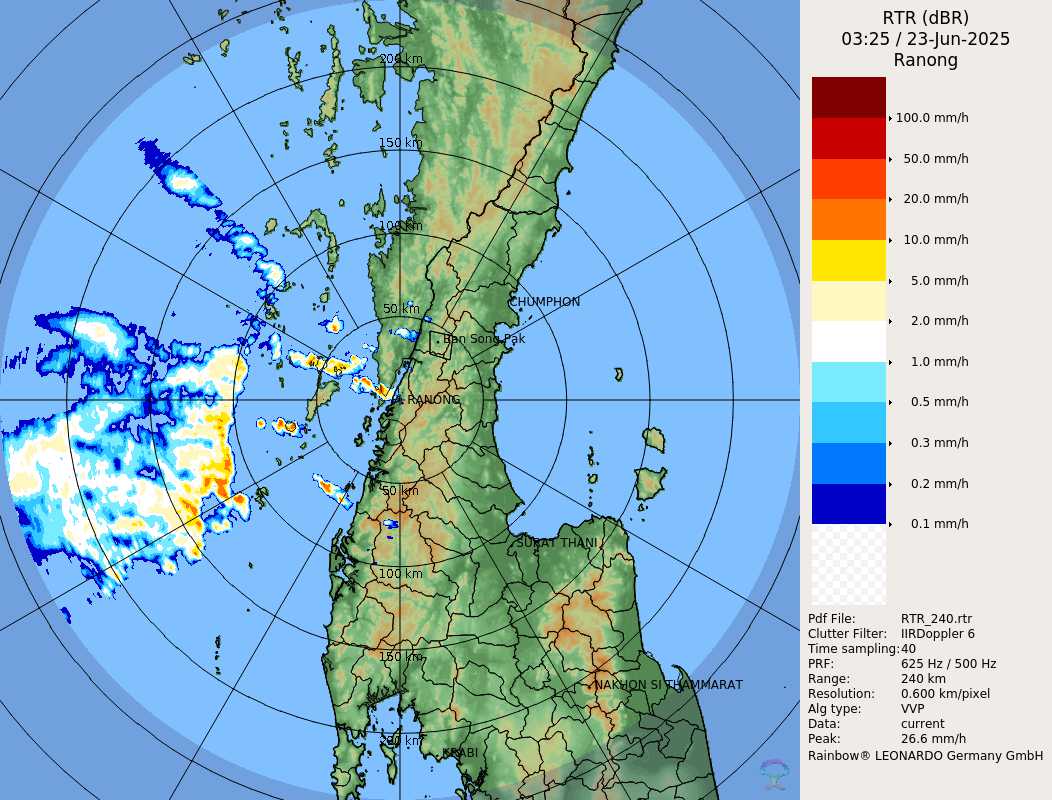 RTR (dBR)
03:25 / 23-Jun-2025
Ranong
200 km
150 km
100 km
50 km
CHUMPHON
Ban Song Pak
RANONG
50 km
SURAT THANI
100 km
150 km
NAKHON SI THAMMARAT
200 km
KRABI
100.0 mm/h
50.0 mm/h
20.0 mm/h
10.0 mm/h
5.0 mm/h
2.0 mm/h
1.0 mm/h
0.5 mm/h
0.3 mm/h
0.2 mm/h
0.1 mm/h
Pdf File: RTR_240.rtr
Clutter Filter: IIRDoppler 6
Time sampling:40
PRF: 625 Hz / 500 Hz
Range: 240 km
Resolution: 0.600 km/pixel
Alg type: VVP
Data: current
Peak: 26.6 mm/h
Rainbow® LEONARDO Germany GmbH